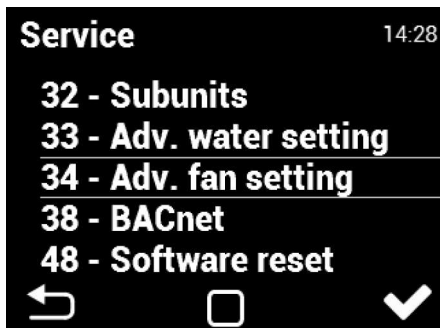 Service 14:28
32 - Subunits
33 - Adv. water setting
34 - Adv. fan setting
38 - BACnet
48 - Software reset